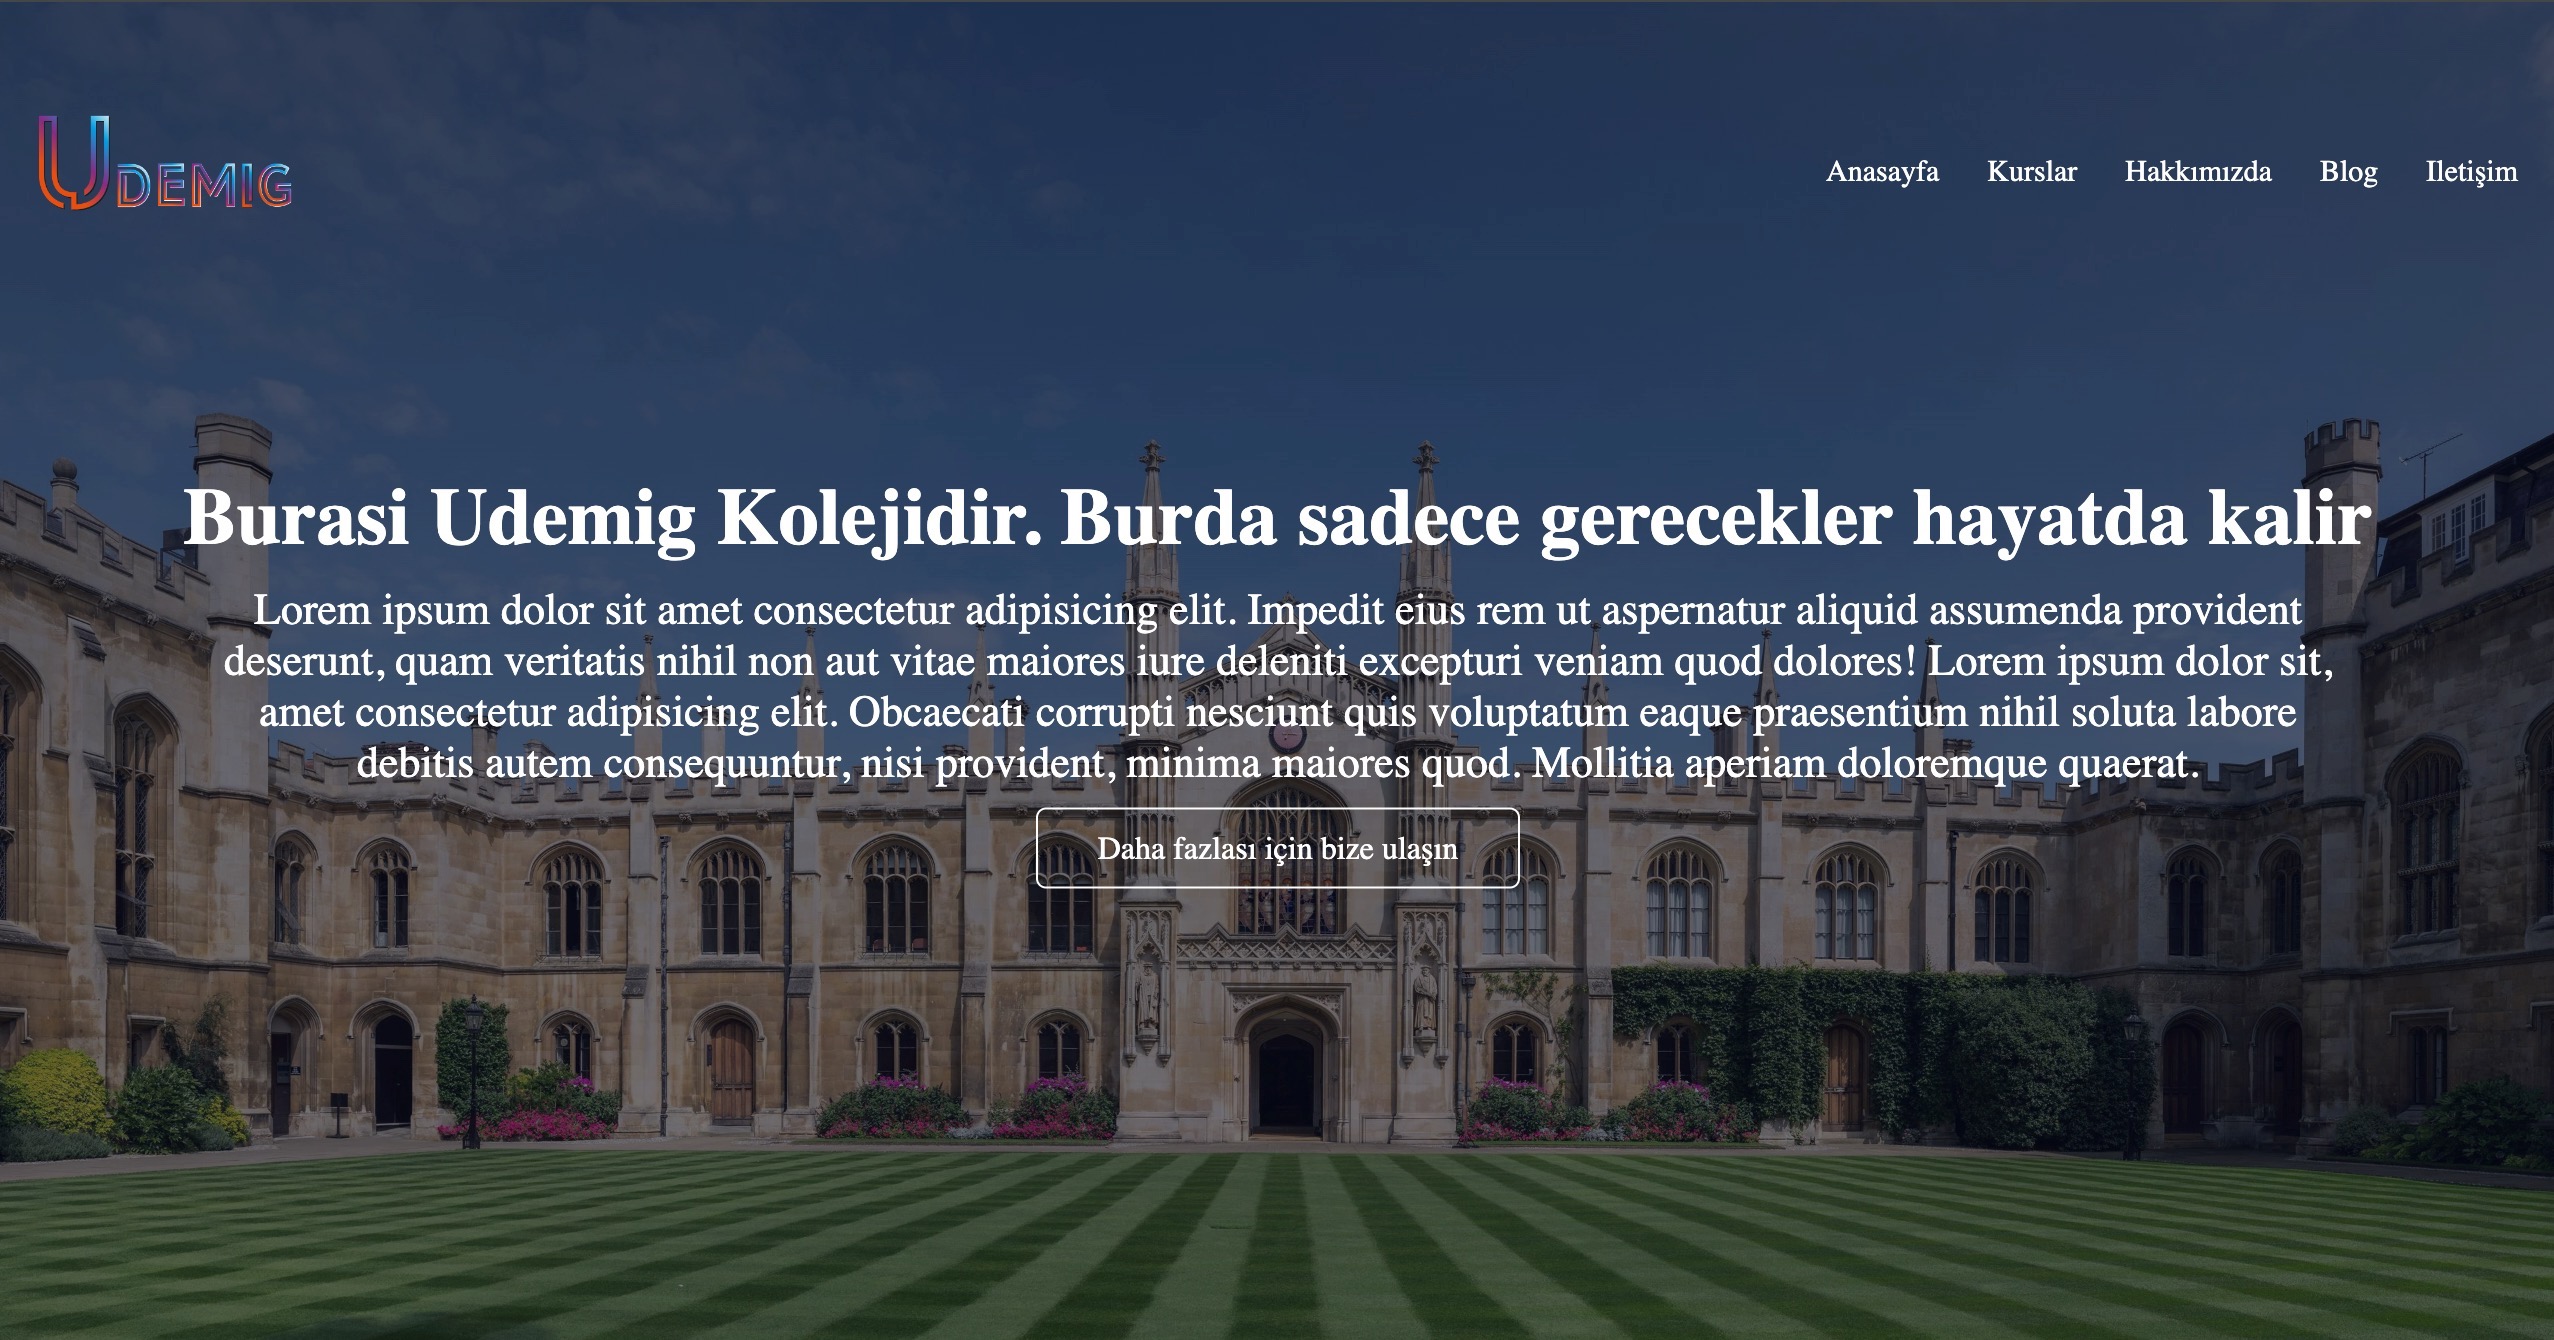 UDEMIG
Anasayfa Kurslar Hakkımızda Blog Iletişim
Burasi Udemig Kolejidir. Burda sadece gerecekler hayatda kalir
Lorem ipsum dolor sit amet consectetur adipisicing elit. Impedit eius rem ut aspernatur aliquid assumenda provident
deserunt, quam veritatis nihil non aut vitae maiores iure deleniti excepturi veniam quod dolores! Lorem ipsum dolor sit,
amet consectetur adipisicing elit. Obcaecati corrupti nesciunt quis voluptatum eaque praesentium nihil soluta labore
debitis autem consequuntur, nisi provident, minima maiores quod. Mollitia aperiam doloremque quaerat.
Daha fazlası için bize ulaşın